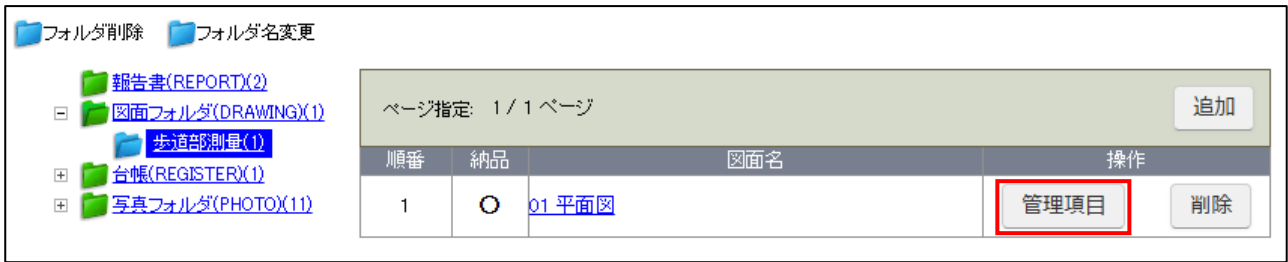 フォルダ削除 フォルダ名変更
報告書(REPORT)(2)
図面フォルダ(DRAWING)(1)
歩道部測量(1)
台帳(REGISTER)(1)
写真フォルダ(PHOTO)(11)
ページ指定: 1 / 1 ページ 追加
順番 納品 図面名 操作
1 ○ 01 平面図 管理項目 削除